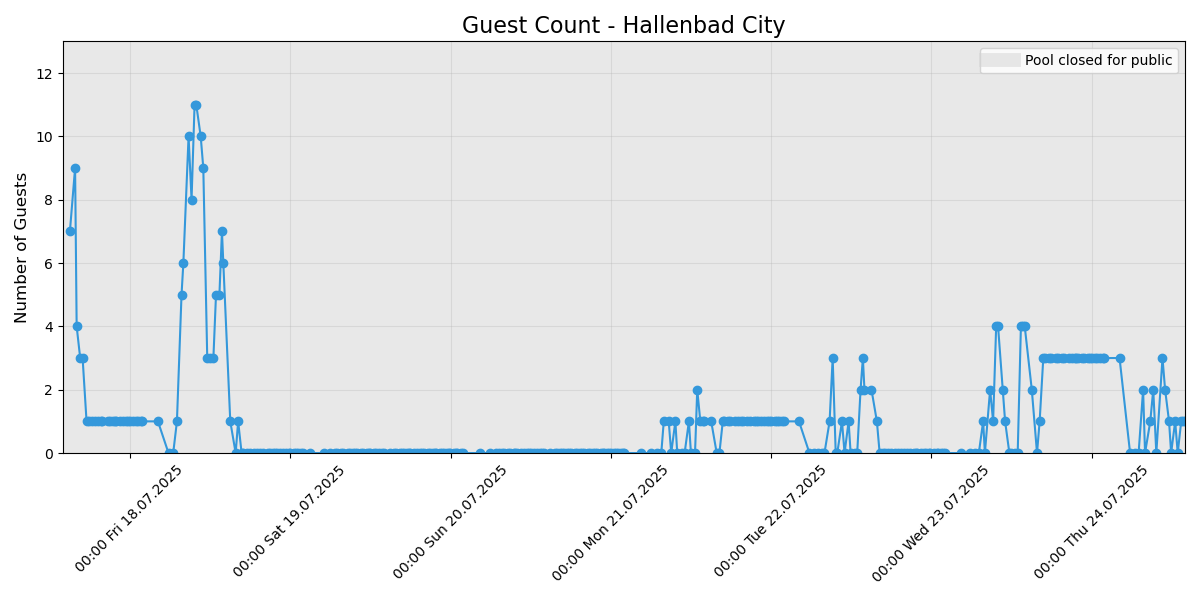 Guest Count - Hallenbad City
Pool closed for public
Number of Guests
12
10
8
6
4
2
0
00:00 Fri 18.07.2025
00:00 Sat 19.07.2025
00:00 Sun 20.07.2025
00:00 Mon 21.07.2025
00:00 Tue 22.07.2025
00:00 Wed 23.07.2025
00:00 Thu 24.07.2025